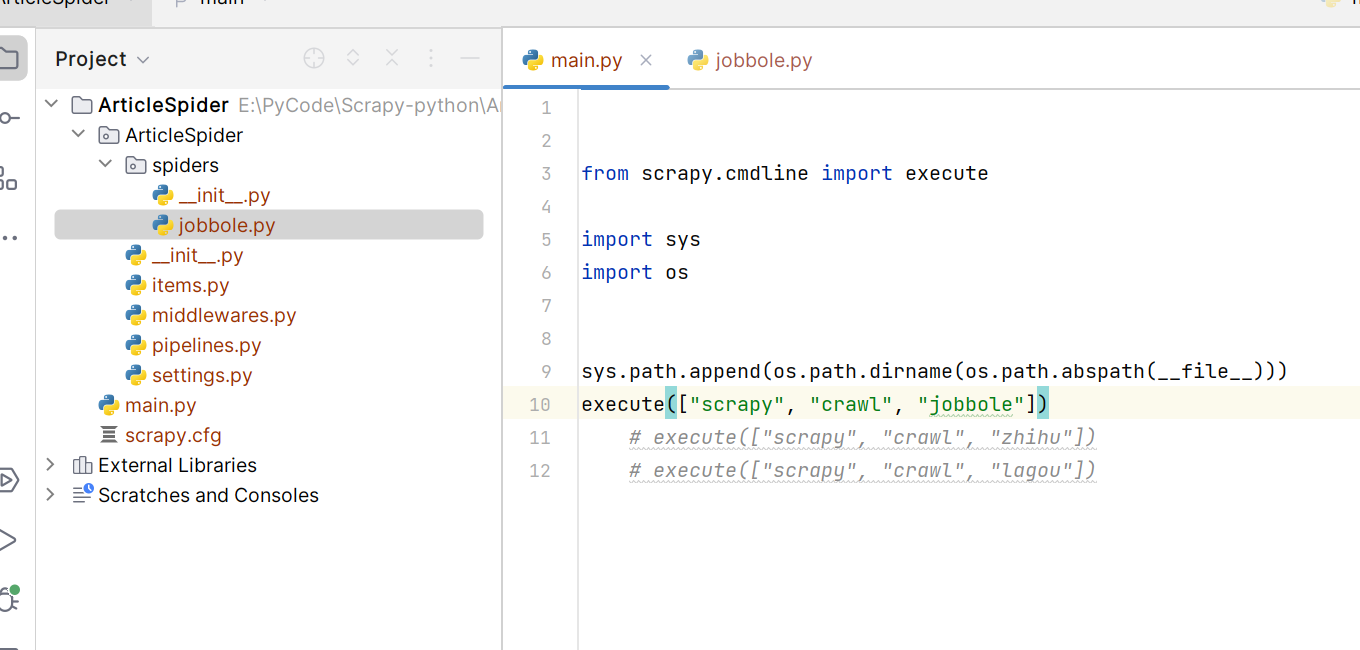 ArticleSpider
main
Project
ArticleSpider E:\PyCode\Scrapy-python\A
ArticleSpider
spiders
__init__.py
jobbole.py
__init__.py
items.py
middlewares.py
pipelines.py
settings.py
main.py
scrapy.cfg
External Libraries
Scratches and Consoles
main.py
jobbole.py
1
2
3 from scrapy.cmdline import execute
4
5 import sys
6 import os
7
8
9 sys.path.append(os.path.dirname(os.path.abspath(__file__)))
10 execute(["scrapy", "crawl", "jobbole"])
11 # execute(["scrapy", "crawl", "zhihu"])
12 # execute(["scrapy", "crawl", "lagou"])